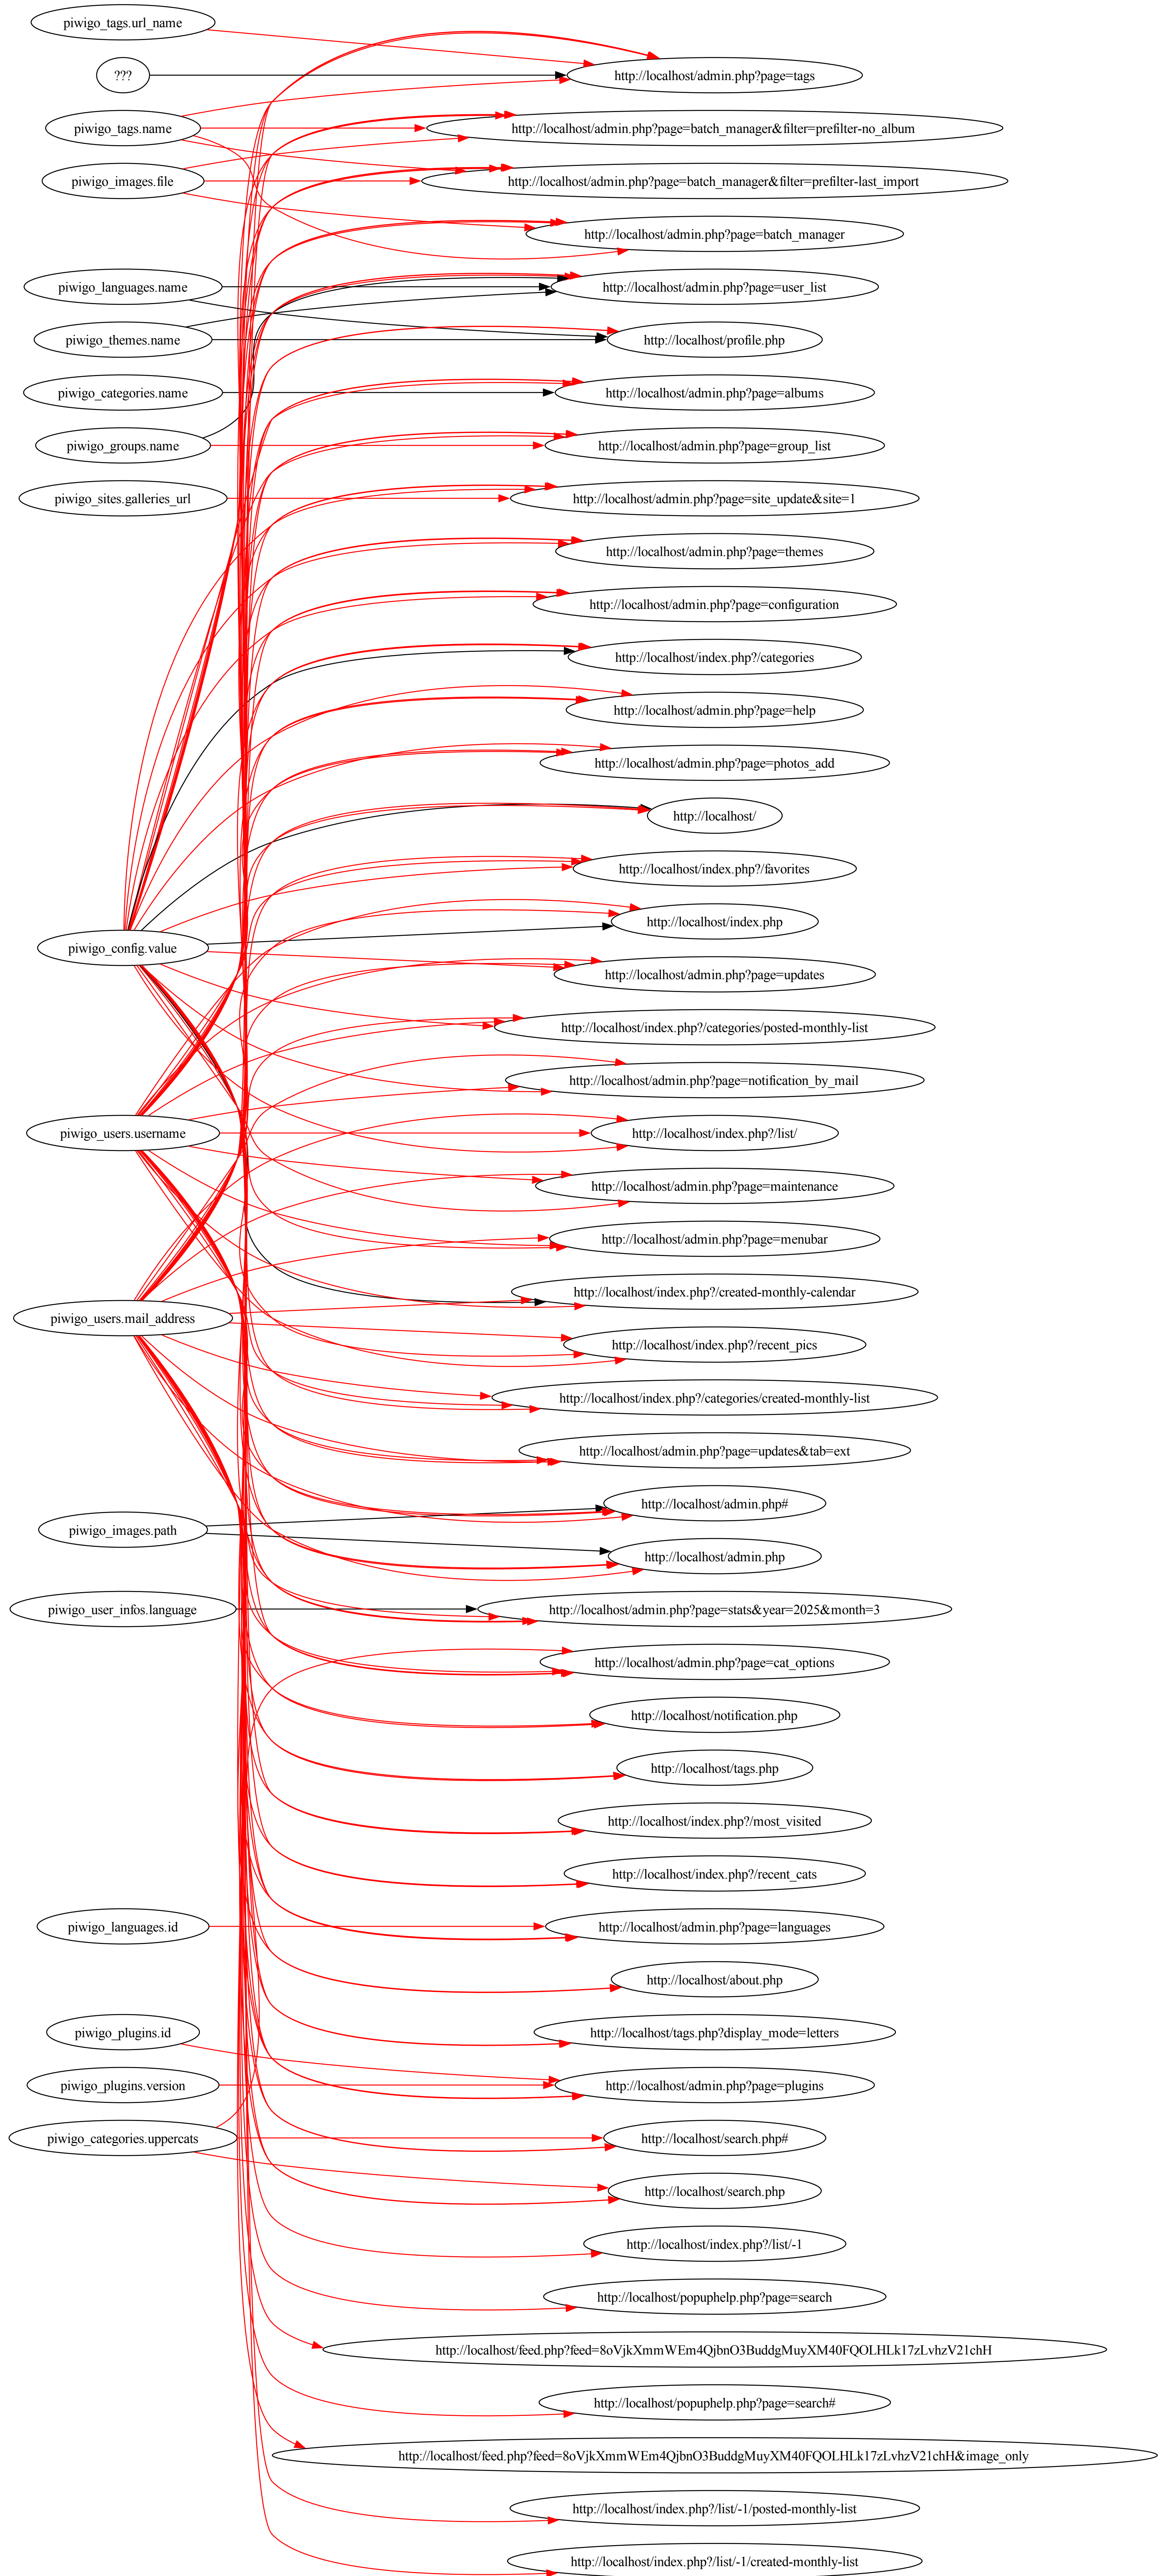 piwigo_tags.url_name
???
http://localhost/admin.php?page=tags
piwigo_tags.name
http://localhost/admin.php?page=batch_manager&filter=prefilter-no_album
piwigo_images.file
http://localhost/admin.php?page=batch_manager&filter=prefilter-last_import
http://localhost/admin.php?page=batch_manager
piwigo_languages.name
http://localhost/admin.php?page=user_list
piwigo_themes.name
http://localhost/profile.php
piwigo_categories.name
http://localhost/admin.php?page=albums
piwigo_groups.name
http://localhost/admin.php?page=group_list
piwigo_sites.galleries_url
http://localhost/admin.php?page=site_update&site=1
http://localhost/admin.php?page=themes
http://localhost/admin.php?page=configuration
http://localhost/index.php?/categories
http://localhost/admin.php?page=help
http://localhost/admin.php?page=photos_add
http://localhost/
http://localhost/index.php?/favorites
http://localhost/index.php
piwigo_config.value
http://localhost/admin.php?page=updates
http://localhost/index.php?/categories/posted-monthly-list
http://localhost/admin.php?page=notification_by_mail
piwigo_users.username
http://localhost/index.php?/list/
http://localhost/admin.php?page=maintenance
http://localhost/admin.php?page=menubar
http://localhost/index.php?/created-monthly-calendar
piwigo_users.mail_address
http://localhost/index.php?/recent_pics
http://localhost/index.php?/categories/created-monthly-list
http://localhost/admin.php?page=updates&tab=ext
http://localhost/admin.php#
piwigo_images.path
http://localhost/admin.php
piwigo_user_infos.language
http://localhost/admin.php?page=stats&year=2025&month=3
http://localhost/admin.php?page=cat_options
http://localhost/notification.php
http://localhost/tags.php
http://localhost/index.php?/most_visited
http://localhost/index.php?/recent_cats
piwigo_languages.id
http://localhost/admin.php?page=languages
http://localhost/about.php
piwigo_plugins.id
http://localhost/tags.php?display_mode=letters
piwigo_plugins.version
http://localhost/admin.php?page=plugins
piwigo_categories.uppercats
http://localhost/search.php#
http://localhost/search.php
http://localhost/index.php?/list/-1
http://localhost/popuphelp.php?page=search
http://localhost/feed.php?feed=8oVjkXmmWEm4QjbnO3BuddgMuyXM40FQOLHLk17zLvhzV21chH
http://localhost/popuphelp.php?page=search#
http://localhost/feed.php?feed=8oVjkXmmWEm4QjbnO3BuddgMuyXM40FQOLHLk17zLvhzV21chH&image_only
http://localhost/index.php?/list/-1/posted-monthly-list
http://localhost/index.php?/list/-1/created-monthly-list